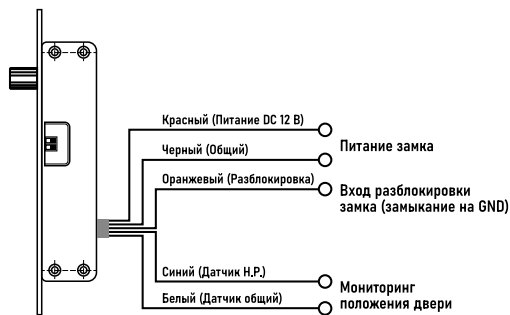 Красный (Питание DC 12 В)
Черный (Общий)
Питание замка
Оранжевый (Разблокировка)
Вход разблокировки
замка (замыкание на GND)
Синий (Датчик Н.Р.)
Белый (Датчик общий)
Мониторинг
положения двери